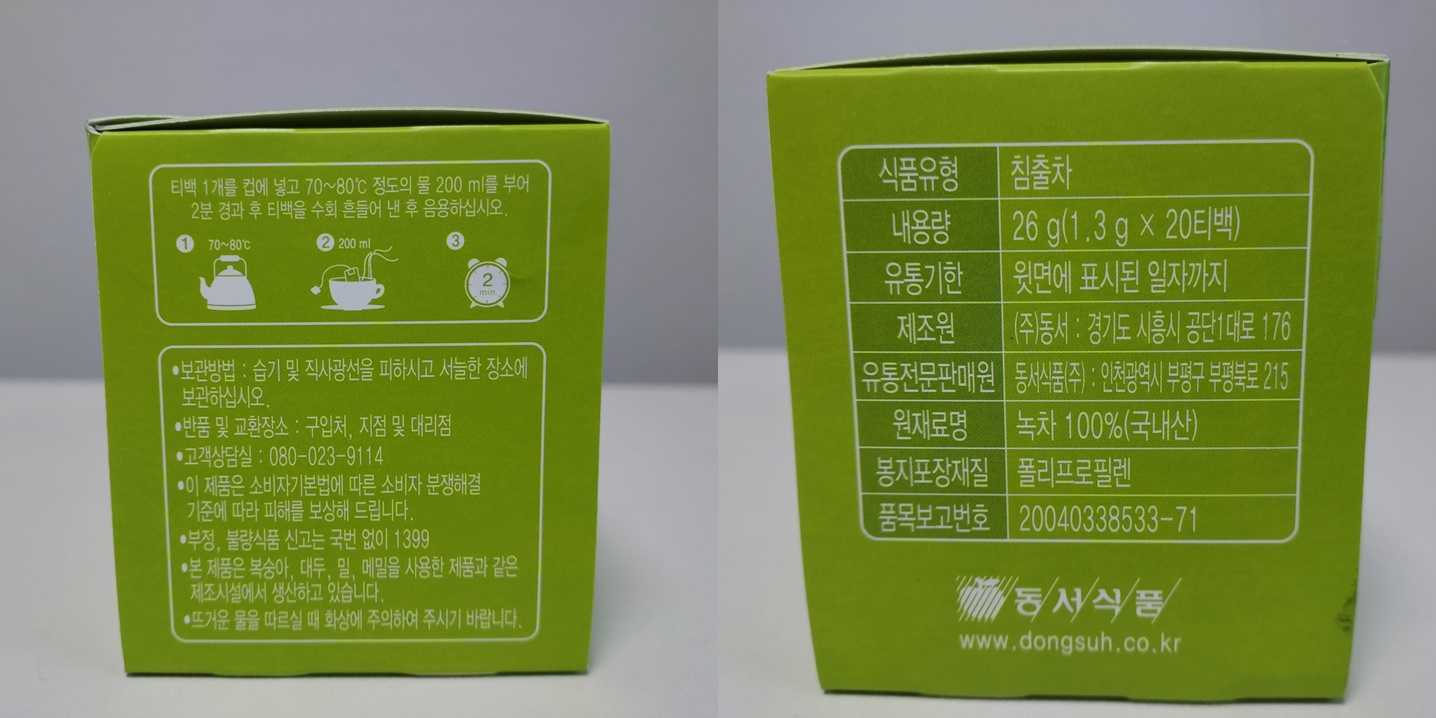 티백 1개를 컵에 넣고 70~80℃ 정도의 물 200 ml를 부어
2분 경과 후 티백을 수회 흔들어 낸 후 음용하십시오.
1 70~80℃ 2 200 ml 3
2
min
•보관방법 : 습기 및 직사광선을 피하시고 서늘한 장소에
보관하십시오.
•반품 및 교환장소 : 구입처, 지점 및 대리점
•고객상담실 : 080-023-9114
•이 제품은 소비자기본법에 따른 소비자 분쟁해결
기준에 따라 피해를 보상해 드립니다.
•부정, 불량식품 신고는 국번 없이 1399
•본 제품은 복숭아, 대두, 밀, 메밀을 사용한 제품과 같은
제조시설에서 생산하고 있습니다.
•뜨거운 물을 따르실 때 화상에 주의하여 주시기 바랍니다.
식품유형 침출차
내용량 26 g(1.3 g × 20티백)
유통기한 윗면에 표시된 일자까지
제조원 (주)동서 : 경기도 시흥시 공단1대로 176
유통전문판매원 동서식품(주) : 인천광역시 부평구 부평북로 215
원재료명 녹차 100%(국내산)
봉지포장재질 폴리프로필렌
품목보고번호 20040338533-71
동서식품
www.dongsuh.co.kr